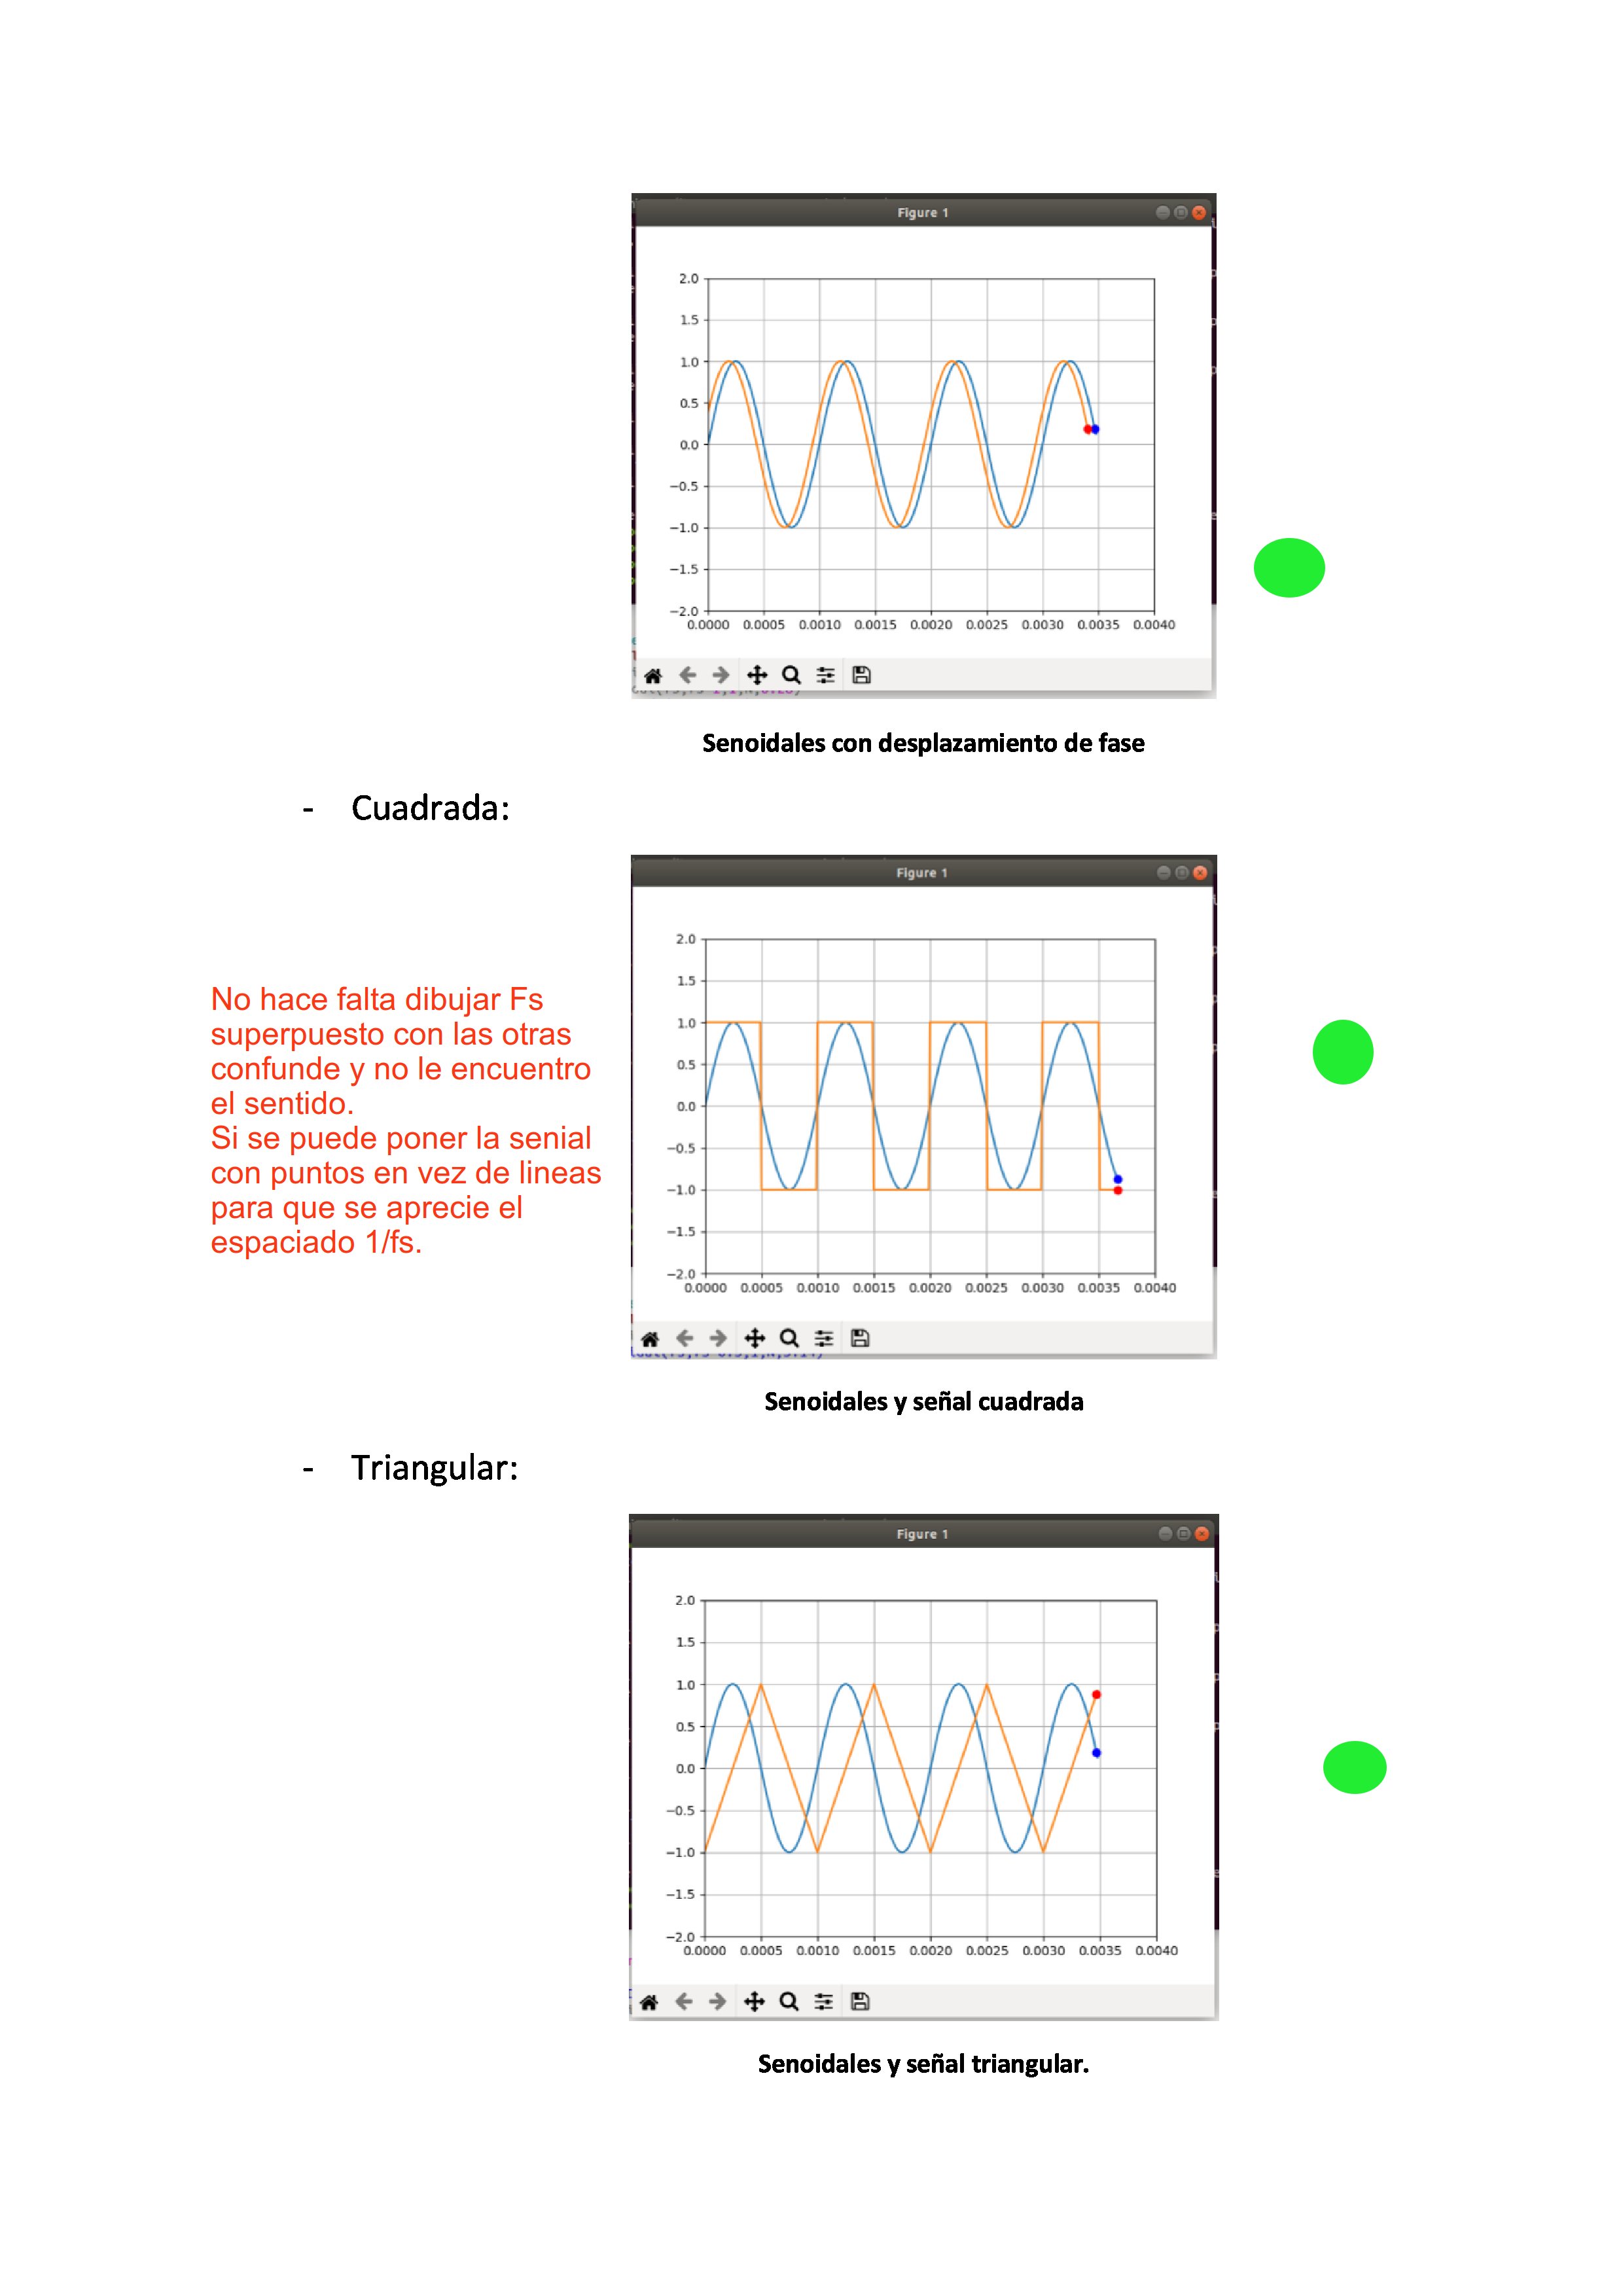 Figure 1
2.0
1.5
1.0
0.5
0.0
−0.5
−1.0
−1.5
−2.0
0.0000 0.0005 0.0010 0.0015 0.0020 0.0025 0.0030 0.0035 0.0040
Senoidales con desplazamiento de fase
- Cuadrada:
No hace falta dibujar Fs
superpuesto con las otras
confunde y no le encuentro
el sentido.
Si se puede poner la senial
con puntos en vez de lineas
para que se aprecie el
espaciado 1/fs.
Figure 1
2.0
1.5
1.0
0.5
0.0
−0.5
−1.0
−1.5
−2.0
0.0000 0.0005 0.0010 0.0015 0.0020 0.0025 0.0030 0.0035 0.0040
Senoidales y señal cuadrada
- Triangular:
Figure 1
2.0
1.5
1.0
0.5
0.0
−0.5
−1.0
−1.5
−2.0
0.0000 0.0005 0.0010 0.0015 0.0020 0.0025 0.0030 0.0035 0.0040
Senoidales y señal triangular.